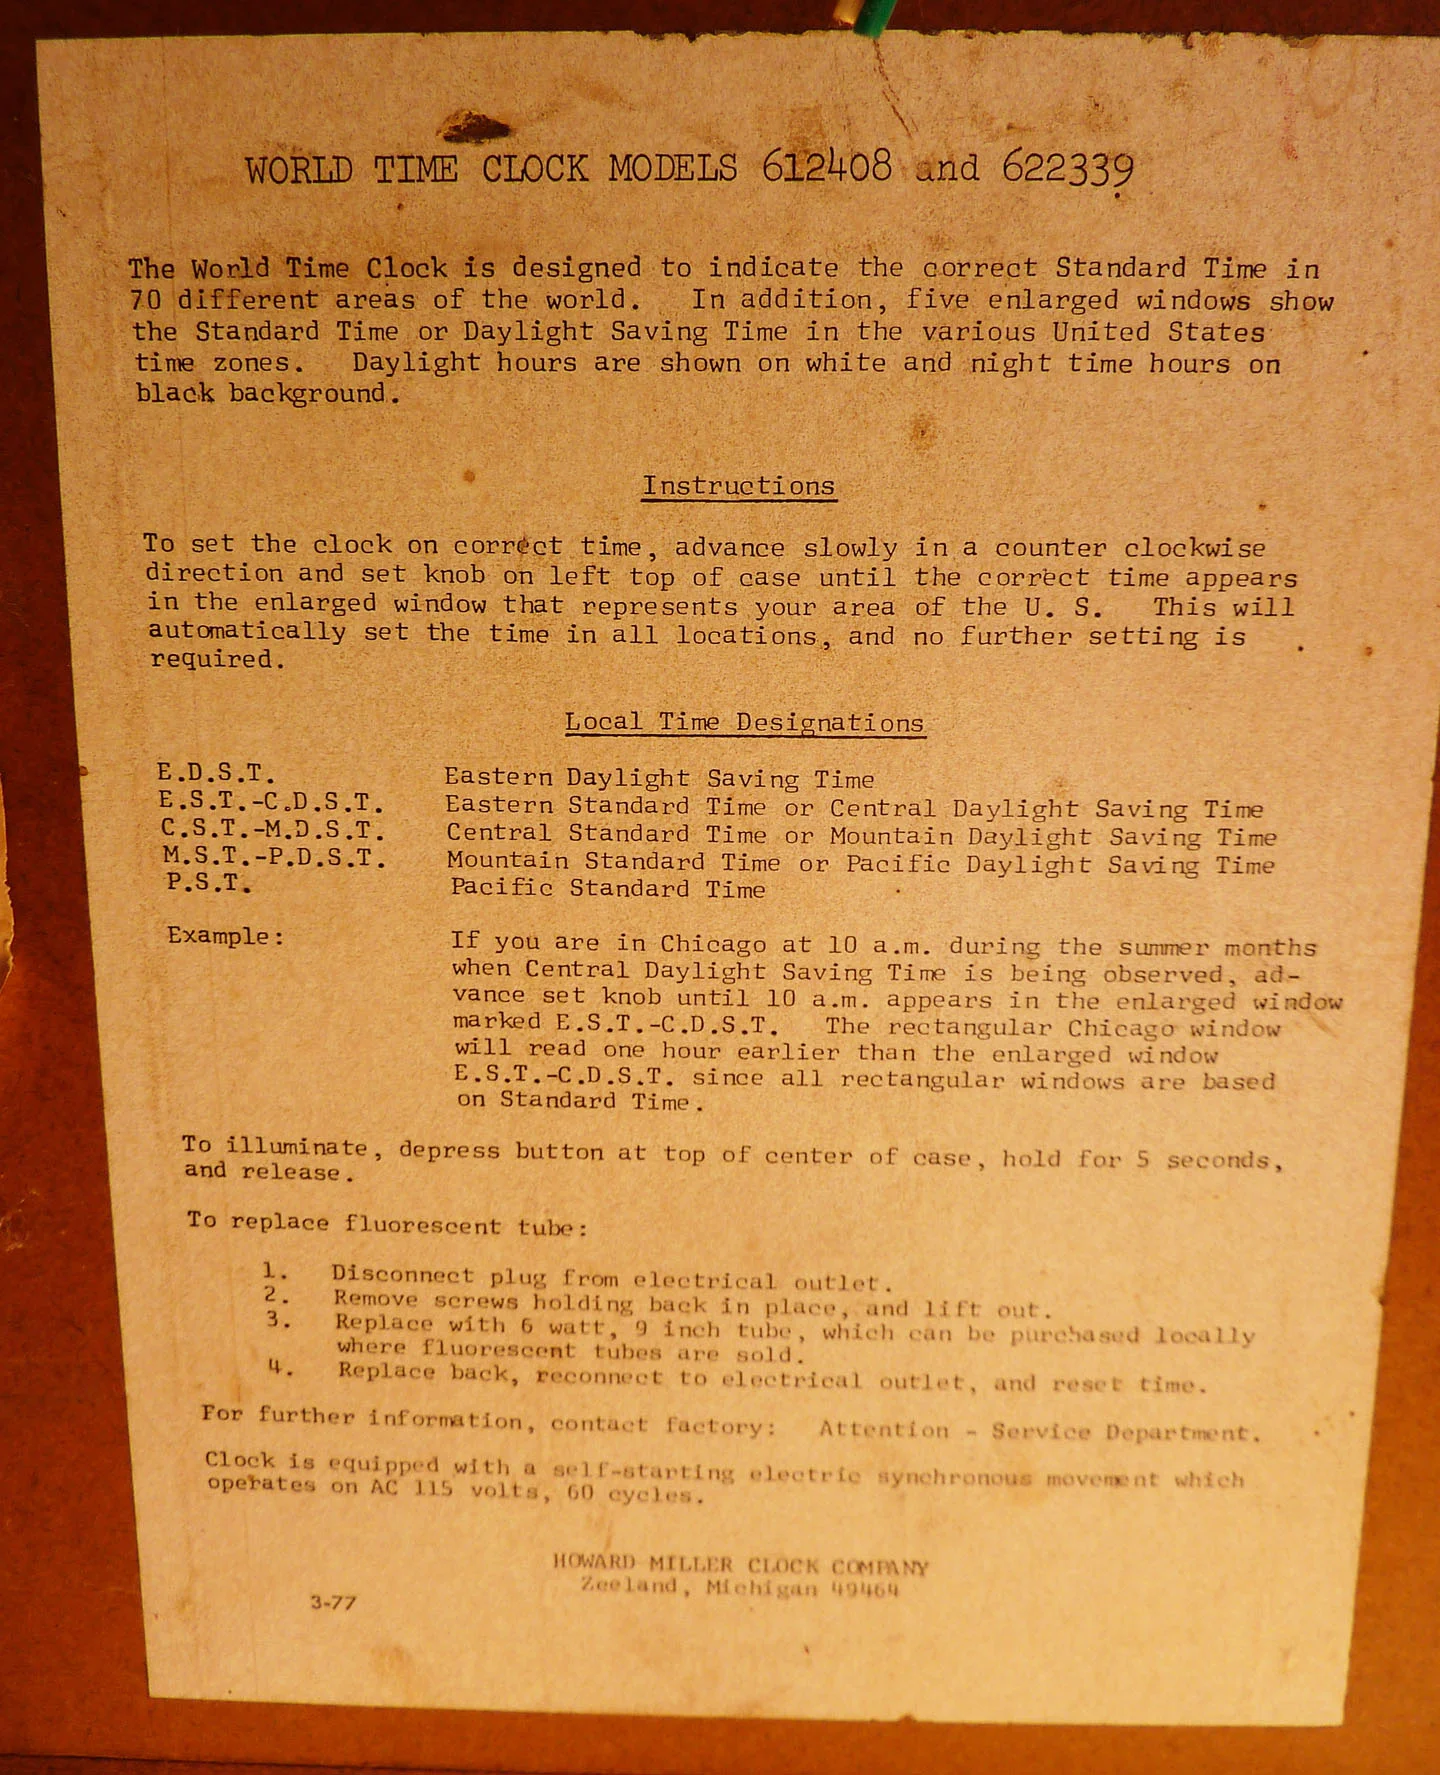 WORLD TIME CLOCK MODELS 612408 and 622339
The World Time Clock is designed to indicate the correct Standard Time in
70 different areas of the world. In addition, five enlarged windows show
the Standard Time or Daylight Saving Time in the various United States
time zones. Daylight hours are shown on white and night time hours on
black background.
Instructions
To set the clock on correct time, advance slowly in a counter clockwise
direction and set knob on left top of case until the correct time appears
in the enlarged window that represents your area of the U. S. This will
automatically set the time in all locations, and no further setting is
required.
Local Time Designations
E.D.S.T. Eastern Daylight Saving Time
E.S.T.-C.D.S.T. Eastern Standard Time or Central Daylight Saving Time
C.S.T.-M.D.S.T. Central Standard Time or Mountain Daylight Saving Time
M.S.T.-P.D.S.T. Mountain Standard Time or Pacific Daylight Saving Time
P.S.T. Pacific Standard Time
Example: If you are in Chicago at 10 a.m. during the summer months
when Central Daylight Saving Time is being observed, ad-
vance set knob until 10 a.m. appears in the enlarged window
marked E.S.T.-C.D.S.T. The rectangular Chicago window
will read one hour earlier than the enlarged window
E.S.T.-C.D.S.T. since all rectangular windows are based
on Standard Time.
To illuminate, depress button at top of center of case, hold for 5 seconds,
and release.
To replace fluorescent tube:
1. Disconnect plug from electrical outlet.
2. Remove screws holding back in place, and lift out.
3. Replace with 6 watt, 9 inch tube, which can be purchased locally
where fluorescent tubes are sold.
4. Replace back, reconnect to electrical outlet, and reset time.
For further information, contact factory: Attention - Service Department.
Clock is equipped with a self-starting electric synchronous movement which
operates on AC 115 volts, 60 cycles.
HOWARD MILLER CLOCK COMPANY
Zeeland, Michigan 49464
3-77